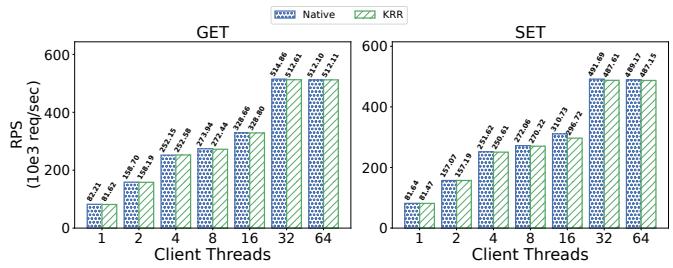 Native KRR
GET
RPS
(10e3 req/sec)
600
400
200
0
82.21 81.62 158.70 158.19 252.15 252.58 273.94 272.44 328.66 328.80 514.86 512.61 512.10 512.11
1 2 4 8 16 32 64
Client Threads
SET
600
400
200
0
81.64 81.47 157.07 157.19 251.62 250.61 272.06 270.22 310.73 296.72 491.69 487.61 489.17 487.15
1 2 4 8 16 32 64
Client Threads